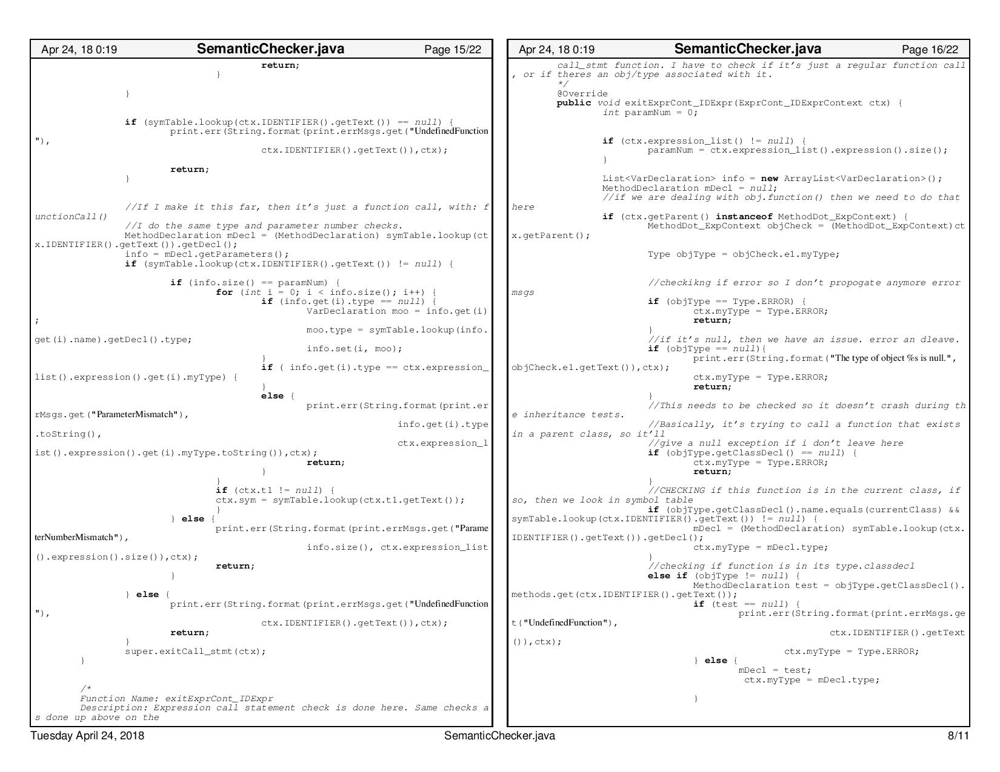 Apr 24, 18 0:19 SemanticChecker.java Page 15/22
return;
}
}
if (symTable.lookup(ctx.IDENTIFIER().getText()) == null) {
print.err(String.format(print.errMsgs.get("UndefinedFunction
"),
ctx.IDENTIFIER().getText()),ctx);
return;
}
//If I make it this far, then it's just a function call, with: f
unctionCall()
//I do the same type and parameter number checks.
MethodDeclaration mDecl = (MethodDeclaration) symTable.lookup(ct
x.IDENTIFIER().getText()).getDecl();
info = mDecl.getParameters();
if (symTable.lookup(ctx.IDENTIFIER().getText()) != null) {
if (info.size() == paramNum) {
for (int i = 0; i < info.size(); i++) {
if (info.get(i).type == null) {
VarDeclaration moo = info.get(i)
;
moo.type = symTable.lookup(info.
get(i).name).getDecl().type;
info.set(i, moo);
}
if ( info.get(i).type == ctx.expression_
list().expression().get(i).myType) {
}
else {
print.err(String.format(print.er
rMsgs.get("ParameterMismatch"),
info.get(i).type
.toString(),
ctx.expression_l
ist().expression().get(i).myType.toString()),ctx);
return;
}
}
if (ctx.t1 != null) {
ctx.sym = symTable.lookup(ctx.t1.getText());
}
} else {
print.err(String.format(print.errMsgs.get("Parame
terNumberMismatch"),
info.size(), ctx.expression_list
().expression().size()),ctx);
return;
}
} else {
print.err(String.format(print.errMsgs.get("UndefinedFunction
"),
ctx.IDENTIFIER().getText()),ctx);
return;
}
super.exitCall_stmt(ctx);
}
/*
Function Name: exitExprCont_IDExpr
Description: Expression call statement check is done here. Same checks a
s done up above on the
Apr 24, 18 0:19 SemanticChecker.java Page 16/22
call_stmt function. I have to check if it's just a regular function call
, or if theres an obj/type associated with it.
*/
@Override
public void exitExprCont_IDExpr(ExprCont_IDExprContext ctx) {
int paramNum = 0;
if (ctx.expression_list() != null) {
paramNum = ctx.expression_list().expression().size();
}
List<VarDeclaration> info = new ArrayList<VarDeclaration>();
MethodDeclaration mDecl = null;
//if we are dealing with obj.function() then we need to do that
here
if (ctx.getParent() instanceof MethodDot_ExpContext) {
MethodDot_ExpContext objCheck = (MethodDot_ExpContext)ct
x.getParent();
Type objType = objCheck.e1.myType;
//checkikng if error so I don't propogate anymore error
msgs
if (objType == Type.ERROR) {
ctx.myType = Type.ERROR;
return;
}
//if it's null, then we have an issue. error an dleave.
if (objType == null){
print.err(String.format("The type of object %s is null.",
objCheck.e1.getText()),ctx);
ctx.myType = Type.ERROR;
return;
}
//This needs to be checked so it doesn't crash during th
e inheritance tests.
//Basically, it's trying to call a function that exists
in a parent class, so it'll
//give a null exception if i don't leave here
if (objType.getClassDecl() == null) {
ctx.myType = Type.ERROR;
return;
}
//CHECKING if this function is in the current class, if
so, then we look in symbol table
if (objType.getClassDecl().name.equals(currentClass) &&
symTable.lookup(ctx.IDENTIFIER().getText()) != null) {
mDecl = (MethodDeclaration) symTable.lookup(ctx.
IDENTIFIER().getText()).getDecl();
ctx.myType = mDecl.type;
}
//checking if function is in its type.classdecl
else if (objType != null) {
MethodDeclaration test = objType.getClassDecl().
methods.get(ctx.IDENTIFIER().getText());
if (test == null) {
print.err(String.format(print.errMsgs.ge
t("UndefinedFunction"),
ctx.IDENTIFIER().getText
()),ctx);
ctx.myType = Type.ERROR;
} else {
mDecl = test;
ctx.myType = mDecl.type;
}
Tuesday April 24, 2018 SemanticChecker.java 8/11